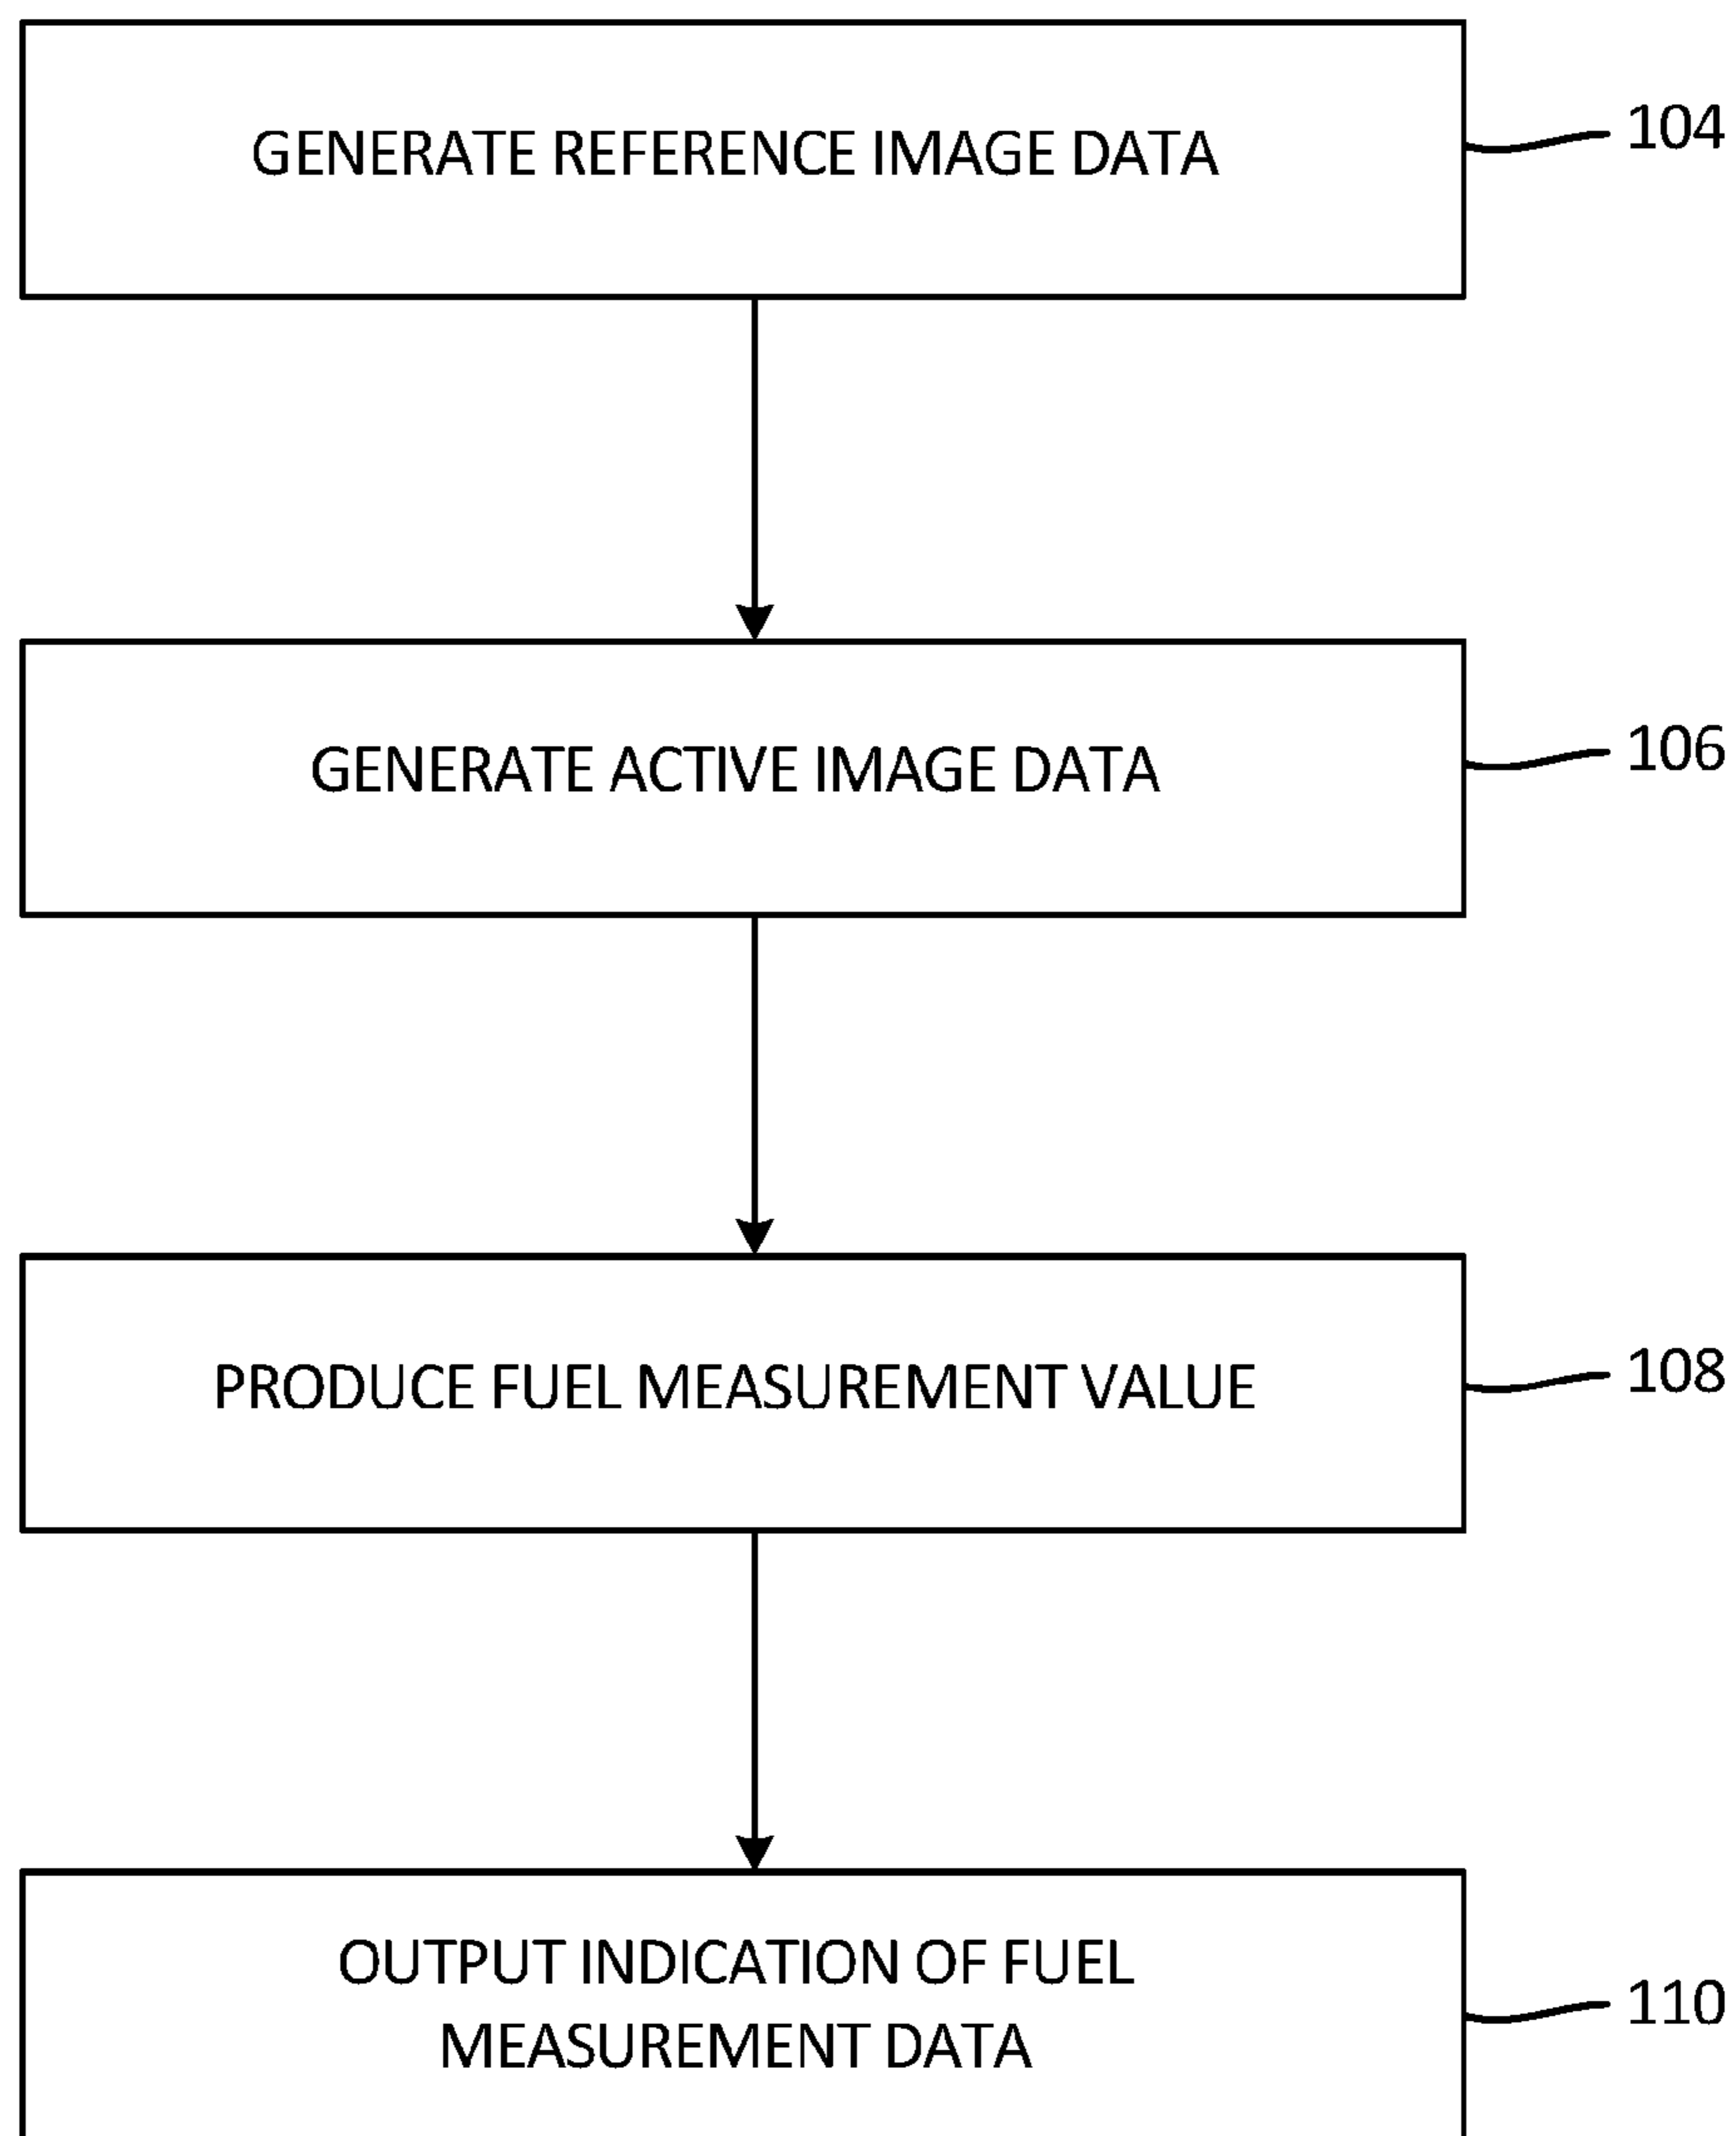 GENERATE REFERENCE IMAGE DATA
104
GENERATE ACTIVE IMAGE DATA
106
PRODUCE FUEL MEASUREMENT VALUE
108
OUTPUT INDICATION OF FUEL
MEASUREMENT DATA
110